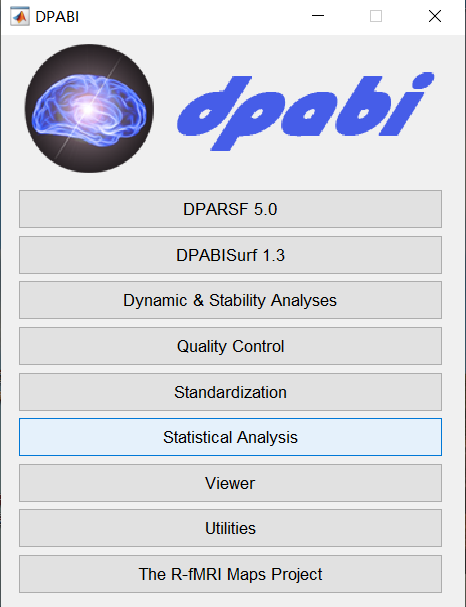 DPABI
dpabi
DPARSF 5.0
DPABISurf 1.3
Dynamic & Stability Analyses
Quality Control
Standardization
Statistical Analysis
Viewer
Utilities
The R-fMRI Maps Project